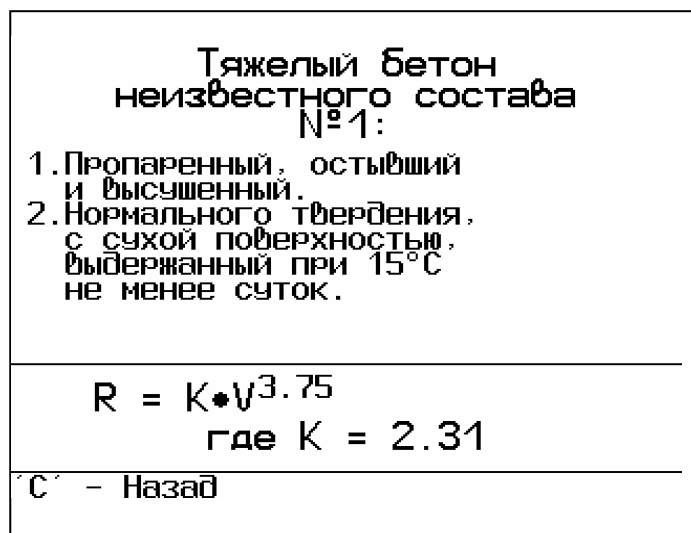 Тяжелый бетон
неизвестного состава
№1:
1.Пропаренный, остывший
и высушенный.
2.Нормального твердения,
с сухой поверхностью,
выдержанный при 15°С
не менее суток.
R = K•V^3.75
где K = 2.31
´С´ - Назад